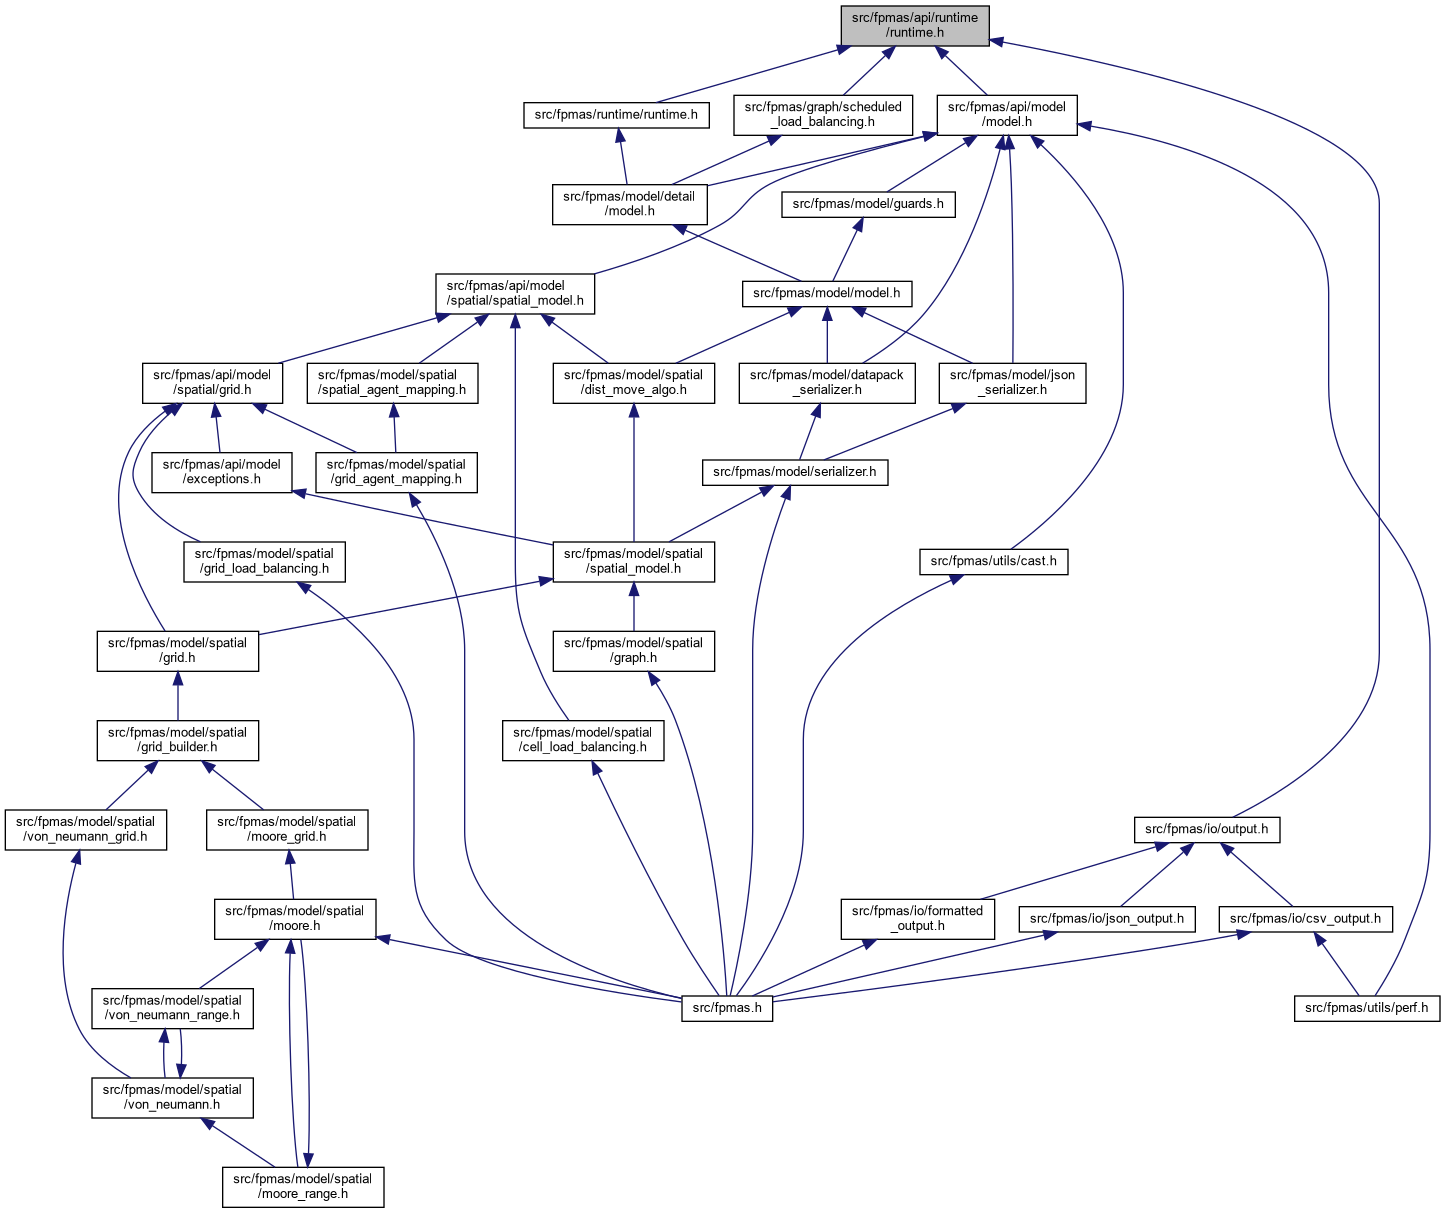 src/fpmas/api/runtime
/runtime.h
src/fpmas/runtime/runtime.h
src/fpmas/graph/scheduled
_load_balancing.h
src/fpmas/api/model
/model.h
src/fpmas/model/detail
/model.h
src/fpmas/model/guards.h
src/fpmas/api/model
/spatial/spatial_model.h
src/fpmas/model/model.h
src/fpmas/api/model
/spatial/grid.h
src/fpmas/model/spatial
/spatial_agent_mapping.h
src/fpmas/model/spatial
/dist_move_algo.h
src/fpmas/model/datapack
_serializer.h
src/fpmas/model/json
_serializer.h
src/fpmas/api/model
/exceptions.h
src/fpmas/model/spatial
/grid_agent_mapping.h
src/fpmas/model/serializer.h
src/fpmas/model/spatial
/grid_load_balancing.h
src/fpmas/model/spatial
/spatial_model.h
src/fpmas/utils/cast.h
src/fpmas/model/spatial
/grid.h
src/fpmas/model/spatial
/graph.h
src/fpmas/model/spatial
/grid_builder.h
src/fpmas/model/spatial
/cell_load_balancing.h
src/fpmas/model/spatial
/von_neumann_grid.h
src/fpmas/model/spatial
/moore_grid.h
src/fpmas/io/output.h
src/fpmas/model/spatial
/moore.h
src/fpmas/io/formatted
_output.h
src/fpmas/io/json_output.h
src/fpmas/io/csv_output.h
src/fpmas/model/spatial
/von_neumann_range.h
src/fpmas.h
src/fpmas/utils/perf.h
src/fpmas/model/spatial
/von_neumann.h
src/fpmas/model/spatial
/moore_range.h